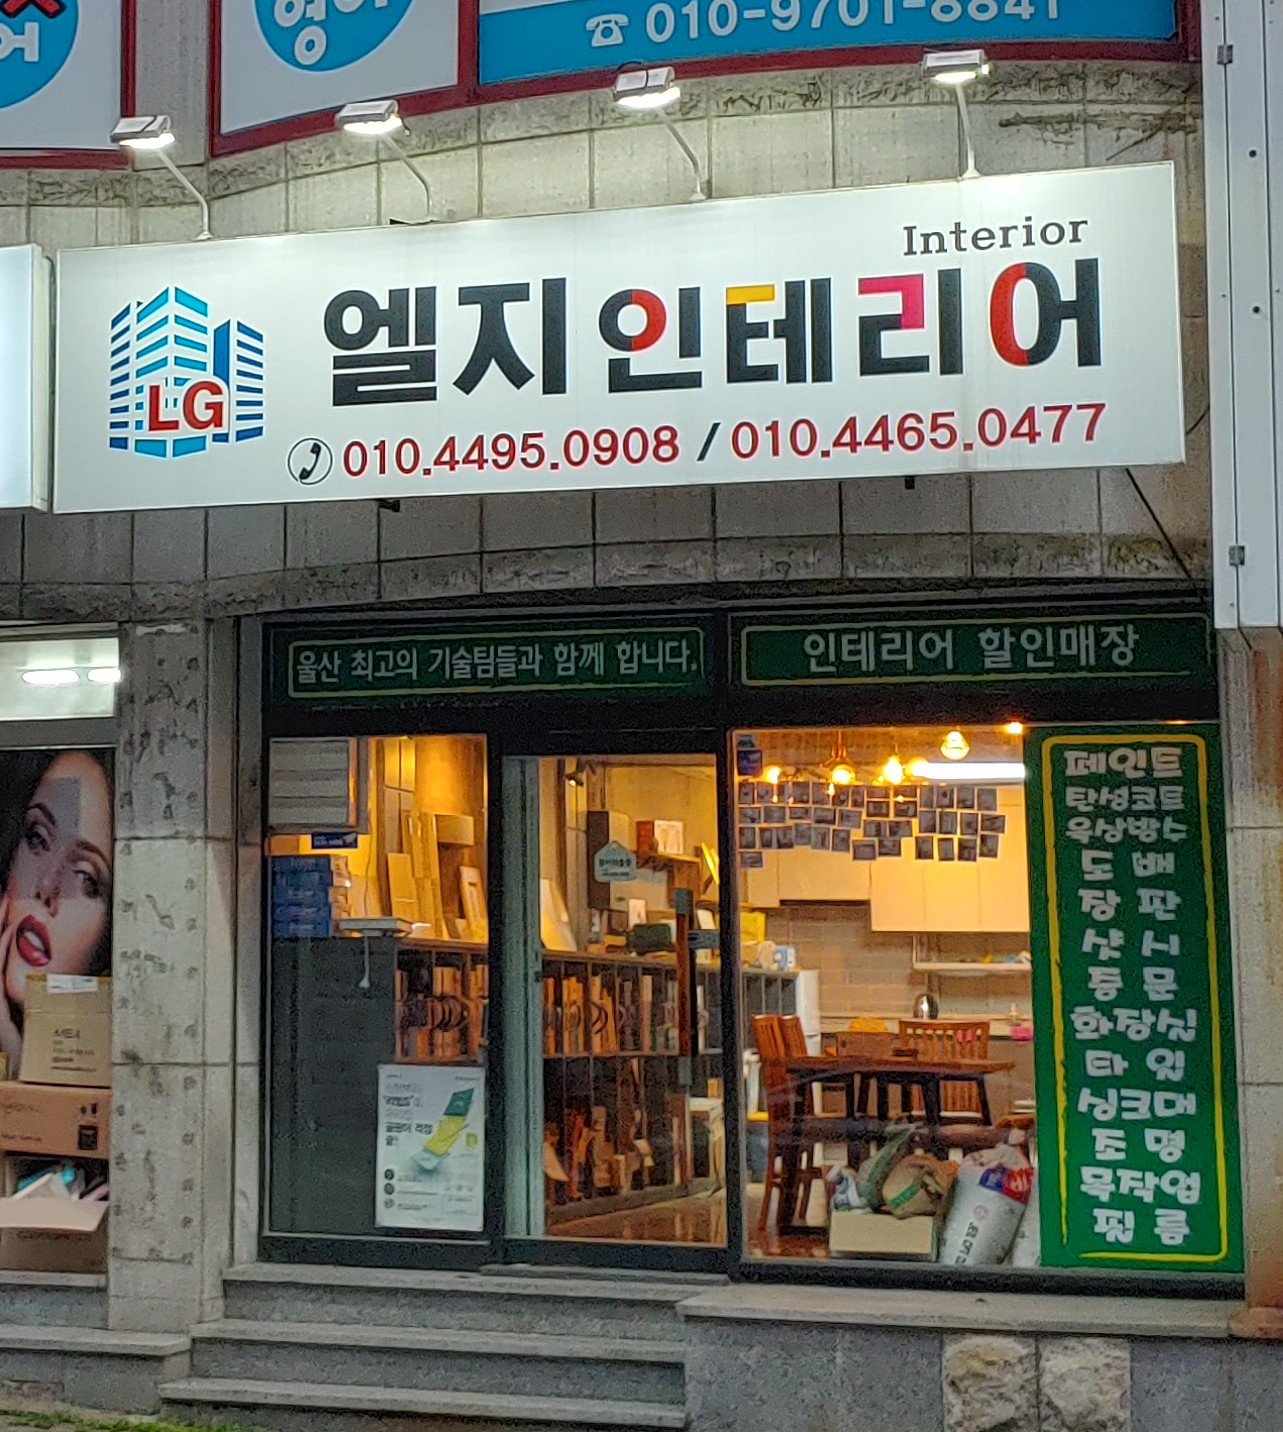 영어
☎ 010-9701-8841
Interior
LG
엘지인테리어
010.4495.0908 / 010.4465.0477
울산 최고의 기술팀들과 함께 합니다.
인테리어 할인매장
페인트
탄성코트
옥상방수
도배
장판
샷시
중문
화장실
타일
싱크대
조명
목작업
필름